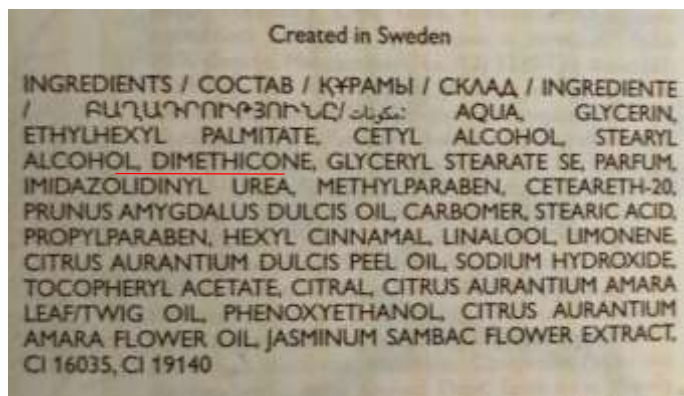 Created in Sweden
INGREDIENTS / СОСТАВ / ҚҰРАМЫ / СКЛАД / INGREDIENTE
/ ԲԱՂԱԴՐՈՒԹՅՈՒՆԸ/ مكونات: AQUA, GLYCERIN,
ETHYLHEXYL PALMITATE, CETYL ALCOHOL, STEARYL
ALCOHOL, DIMETHICONE, GLYCERYL STEARATE SE, PARFUM,
IMIDAZOLIDINYL UREA, METHYLPARABEN, CETEARETH-20,
PRUNUS AMYGDALUS DULCIS OIL, CARBOMER, STEARIC ACID,
PROPYLPARABEN, HEXYL CINNAMAL, LINALOOL, LIMONENE,
CITRUS AURANTIUM DULCIS PEEL OIL, SODIUM HYDROXIDE,
TOCOPHERYL ACETATE, CITRAL, CITRUS AURANTIUM AMARA
LEAF/TWIG OIL, PHENOXYETHANOL, CITRUS AURANTIUM
AMARA FLOWER OIL, JASMINUM SAMBAC FLOWER EXTRACT,
CI 16035, CI 19140